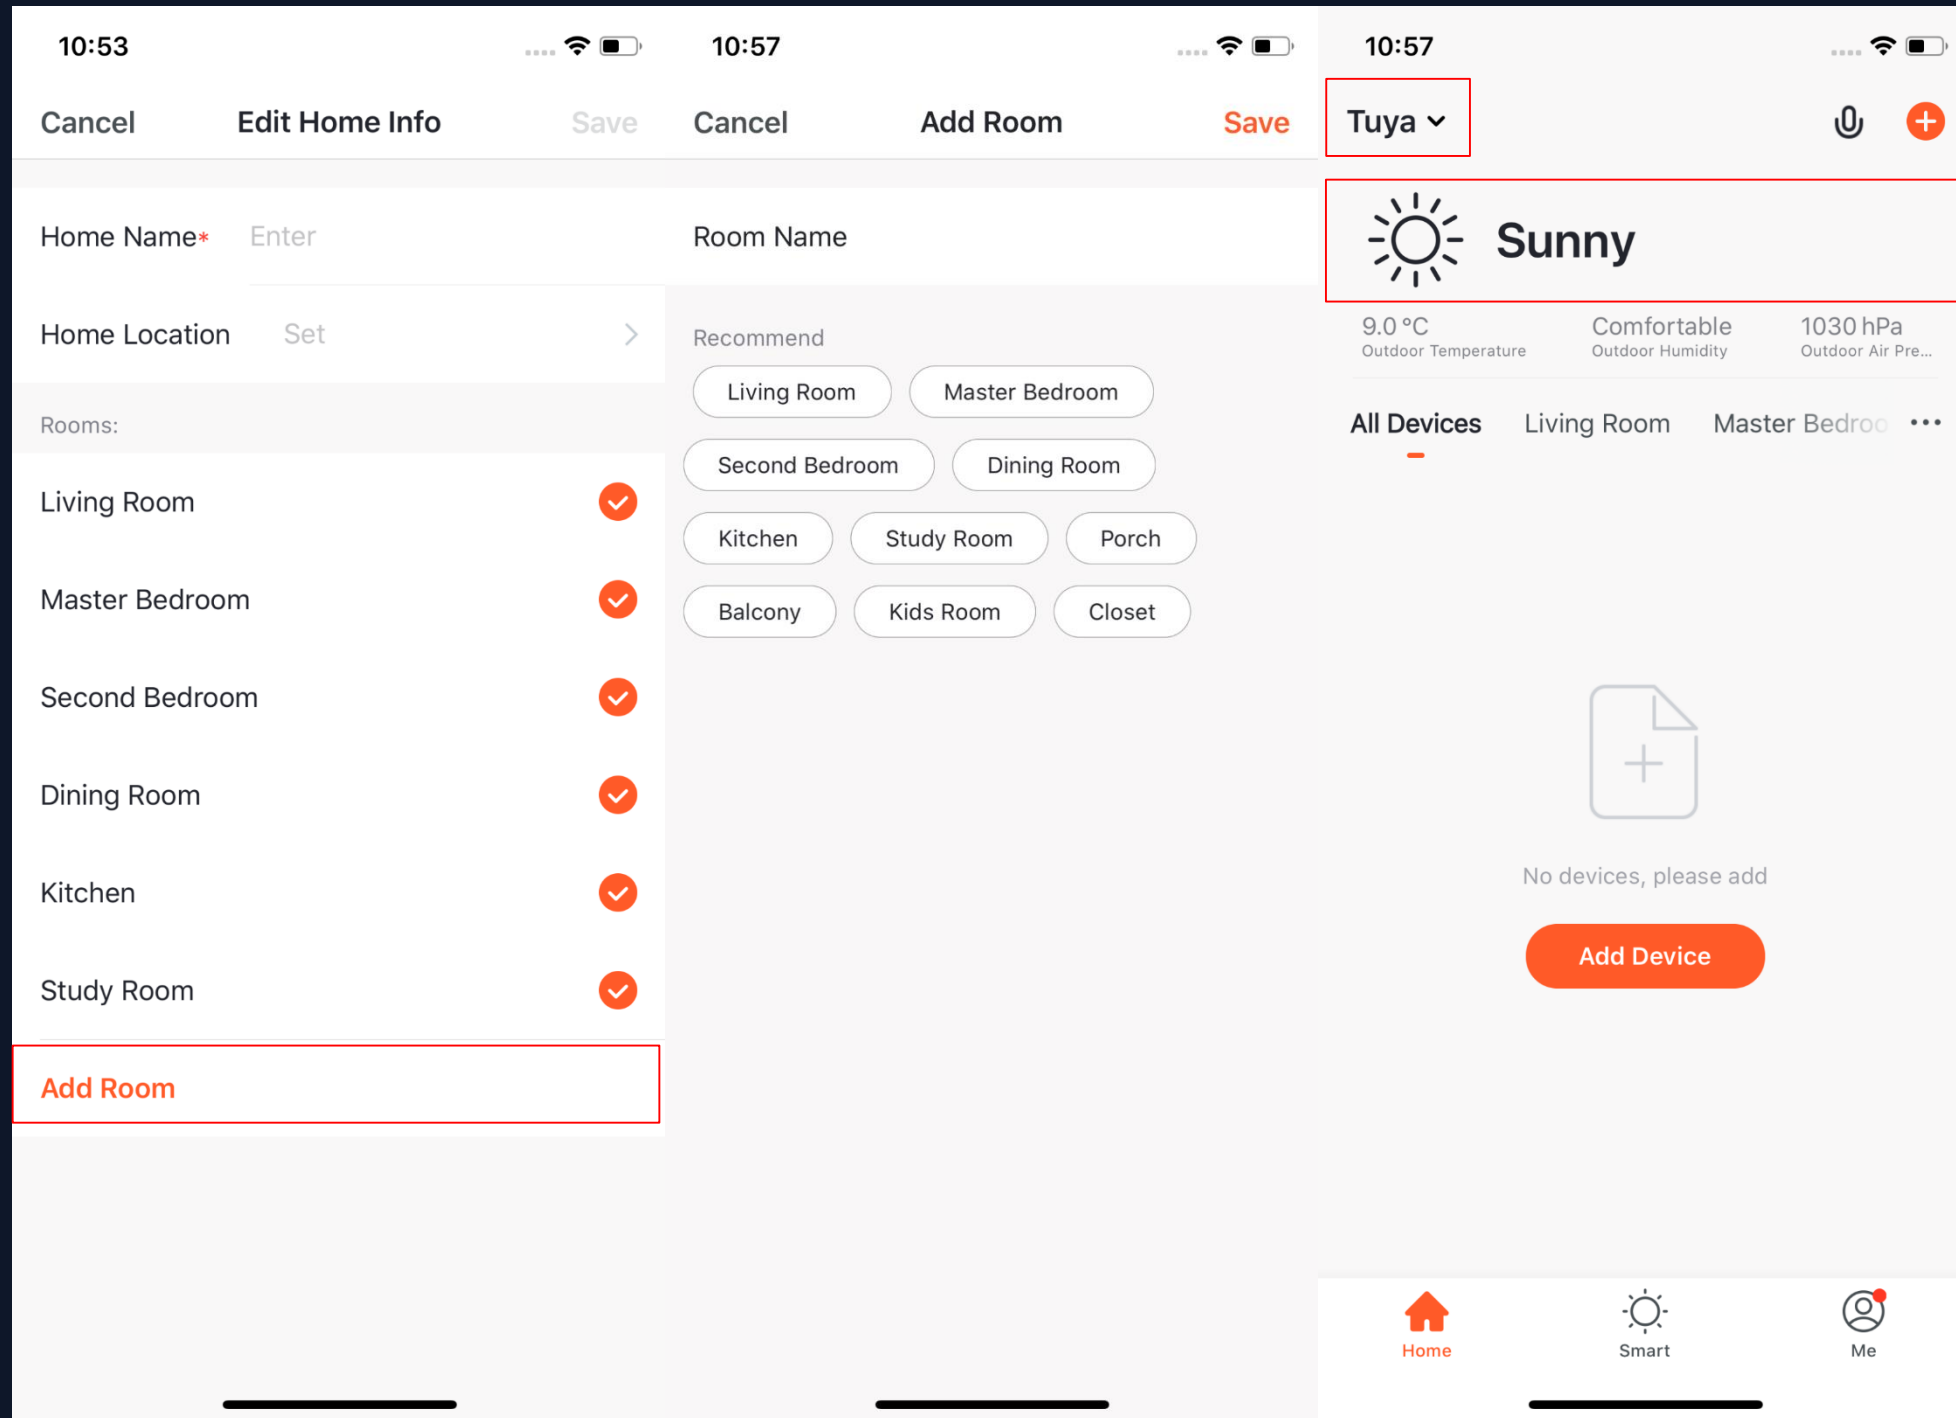 10:53
Cancel Edit Home Info Save
Home Name* Enter
Home Location Set
Rooms:
Living Room
Master Bedroom
Second Bedroom
Dining Room
Kitchen
Study Room
Add Room
10:57
Cancel Add Room Save
Room Name
Recommend
Living Room Master Bedroom
Second Bedroom Dining Room
Kitchen Study Room Porch
Balcony Kids Room Closet
10:57
Tuya
Sunny
9.0 °C Comfortable 1030 hPa
Outdoor Temperature Outdoor Humidity Outdoor Air Pre...
All Devices Living Room Master Bedroo ...
No devices, please add
Add Device
Home Smart Me